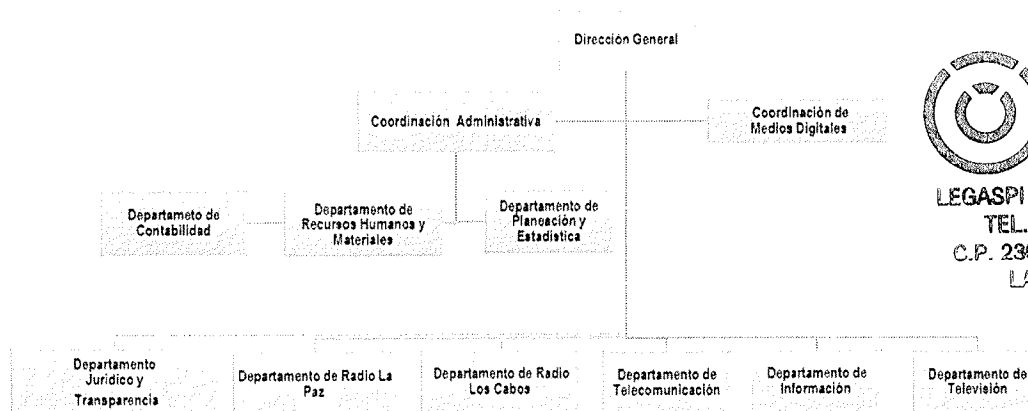 Dirección General
Coordinación Administrativa
Coordinación de
Medios Digitales
LEGASPI
TEL.
C.P. 23
LA
Departameto de
Contabilidad
Departamento de
Recursos Humanos y
Materiales
Departamento de
Planeación y
Estadística
Departamento
Jurídico y
Transparencia
Departamento de Radio La
Paz
Departamento de Radio
Los Cabos
Departamento de
Telecomunicación
Departamento de
Información
Departamento de
Televisión